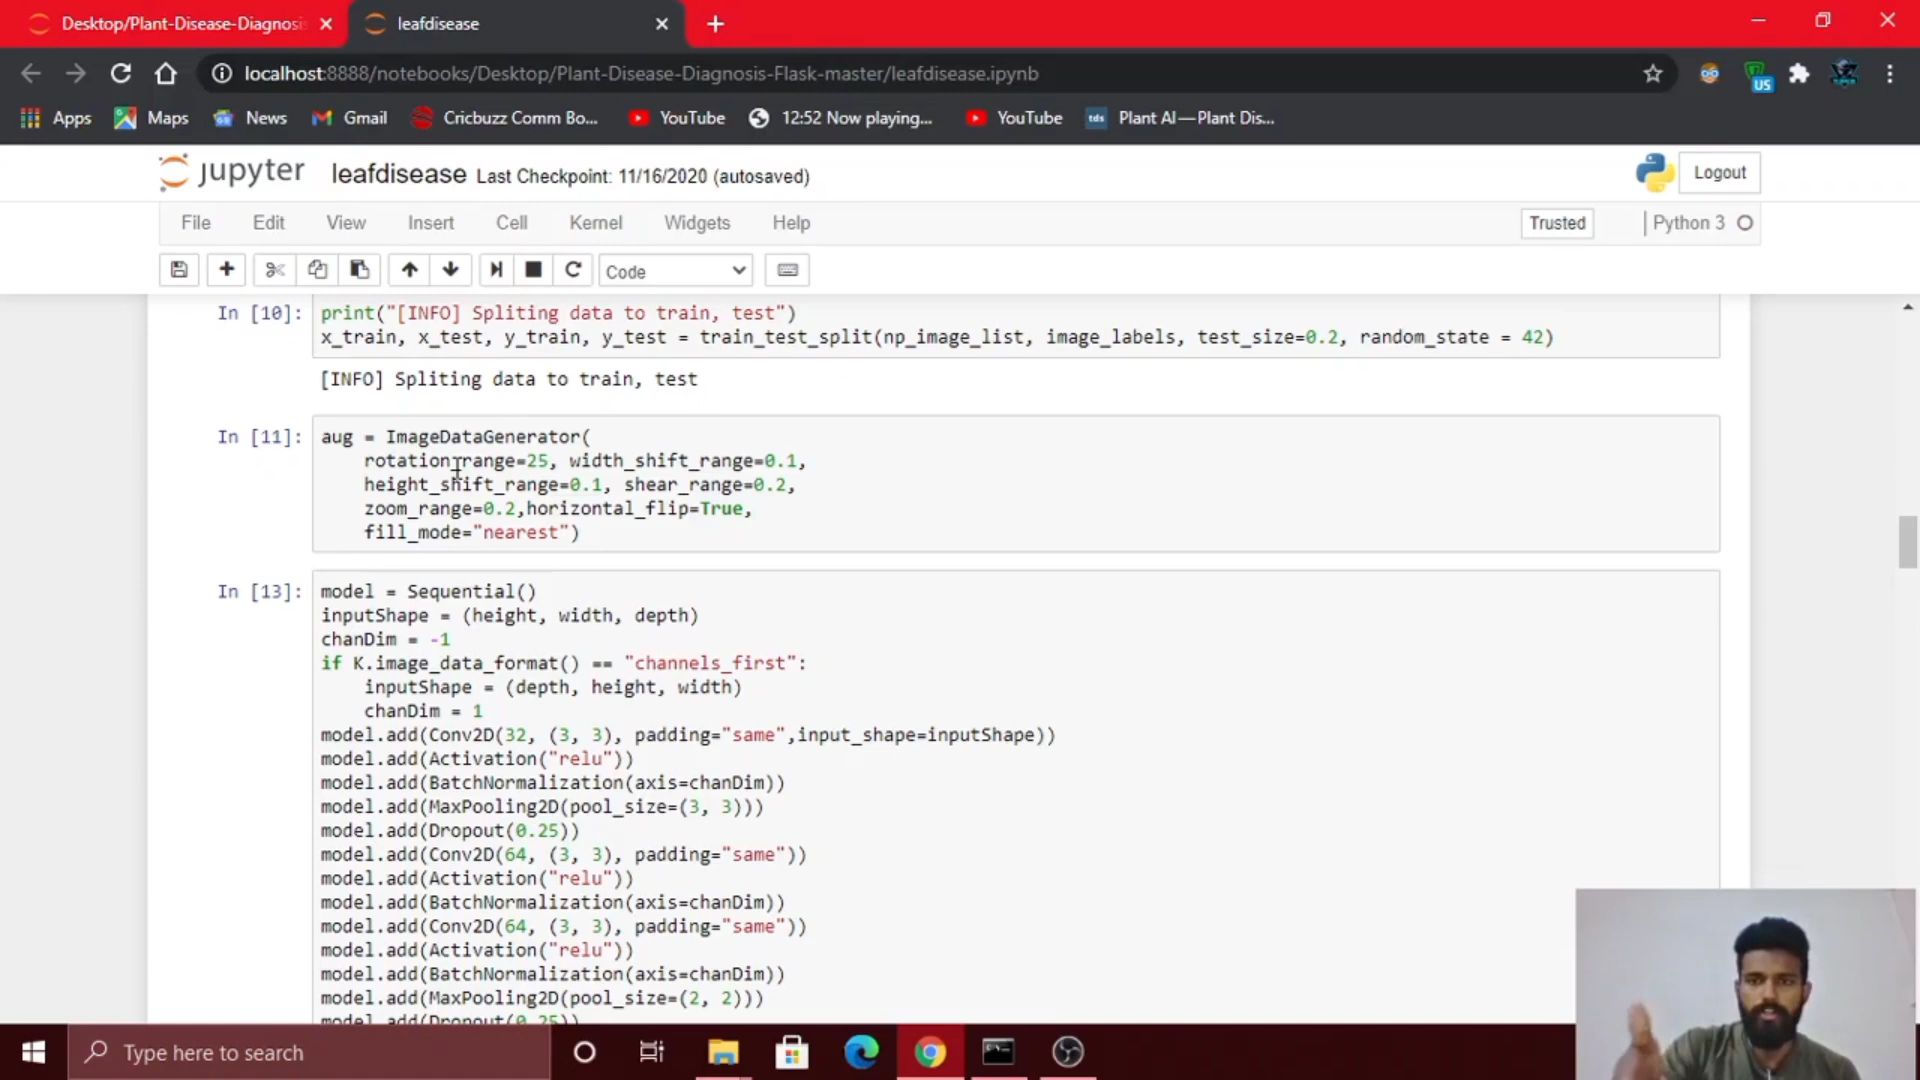 Desktop/Plant-Disease-Diagnosis
leafdisease
localhost:8888/notebooks/Desktop/Plant-Disease-Diagnosis-Flask-master/leafdisease.ipynb
US
Apps Maps News Gmail Cricbuzz Comm Bo... YouTube 12:52 Now playing... YouTube tds Plant AI—Plant Dis...
jupyter leafdisease Last Checkpoint: 11/16/2020 (autosaved) Logout
File Edit View Insert Cell Kernel Widgets Help Trusted Python 3
Code
In [10]: print("[INFO] Spliting data to train, test")
x_train, x_test, y_train, y_test = train_test_split(np_image_list, image_labels, test_size=0.2, random_state = 42)
[INFO] Spliting data to train, test
In [11]: aug = ImageDataGenerator(
rotation_range=25, width_shift_range=0.1,
height_shift_range=0.1, shear_range=0.2,
zoom_range=0.2,horizontal_flip=True,
fill_mode="nearest")
In [13]: model = Sequential()
inputShape = (height, width, depth)
chanDim = -1
if K.image_data_format() == "channels_first":
inputShape = (depth, height, width)
chanDim = 1
model.add(Conv2D(32, (3, 3), padding="same",input_shape=inputShape))
model.add(Activation("relu"))
model.add(BatchNormalization(axis=chanDim))
model.add(MaxPooling2D(pool_size=(3, 3)))
model.add(Dropout(0.25))
model.add(Conv2D(64, (3, 3), padding="same"))
model.add(Activation("relu"))
model.add(BatchNormalization(axis=chanDim))
model.add(Conv2D(64, (3, 3), padding="same"))
model.add(Activation("relu"))
model.add(BatchNormalization(axis=chanDim))
model.add(MaxPooling2D(pool_size=(2, 2)))
model.add(Dropout(0.25))
Type here to search